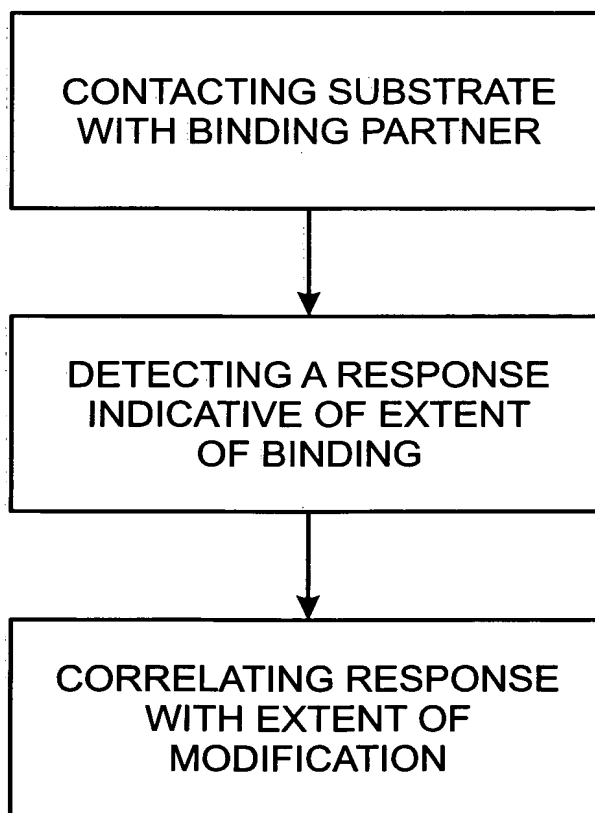 CONTACTING SUBSTRATE
WITH BINDING PARTNER
DETECTING A RESPONSE
INDICATIVE OF EXTENT
OF BINDING
CORRELATING RESPONSE
WITH EXTENT OF
MODIFICATION